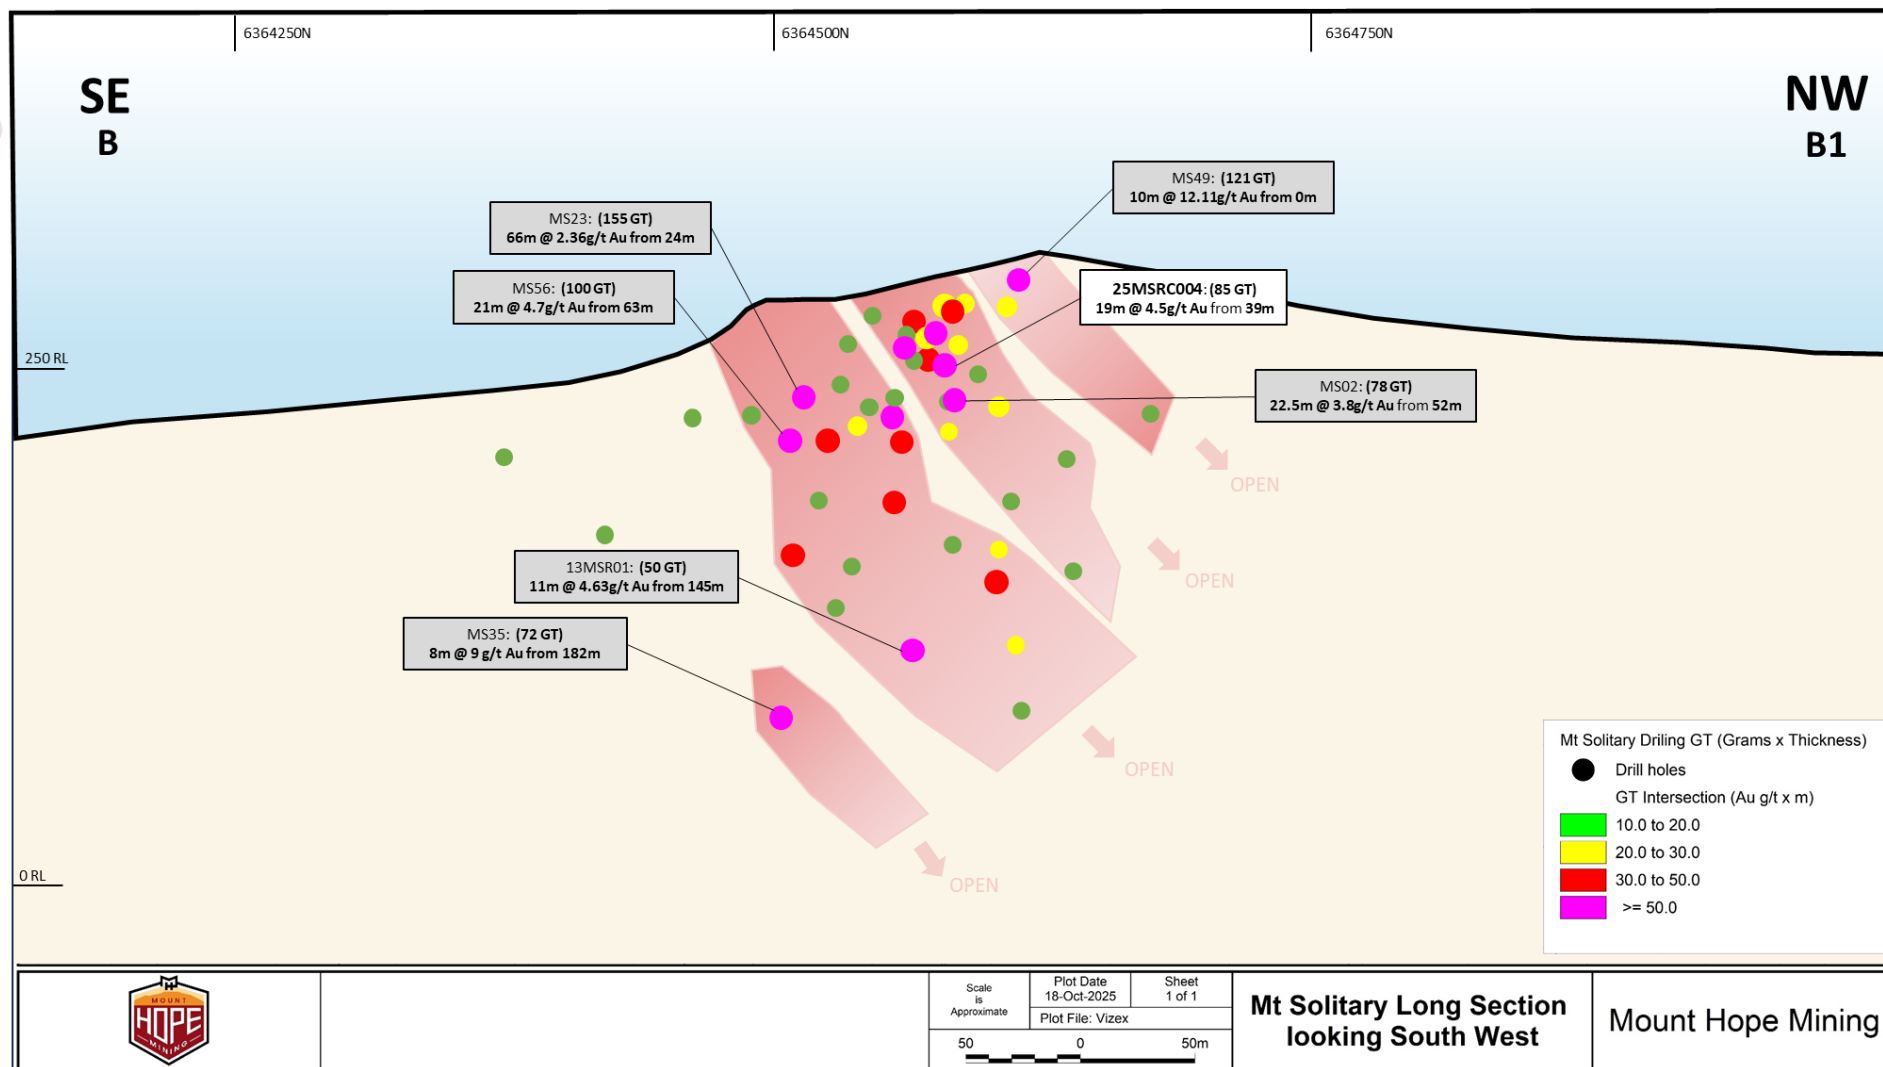 6364250N
6364500N
6364750N
SE
B
NW
B1
MS49: (121 GT)
10m @ 12.11g/t Au from 0m
MS23: (155 GT)
66m @ 2.36g/t Au from 24m
MS56: (100 GT)
21m @ 4.7g/t Au from 63m
25MSRC004: (85 GT)
19m @ 4.5g/t Au from 39m
250 RL
MS02: (78 GT)
22.5m @ 3.8g/t Au from 52m
OPEN
OPEN
13MSR01: (50 GT)
11m @ 4.63g/t Au from 145m
MS35: (72 GT)
8m @ 9 g/t Au from 182m
OPEN
OPEN
0 RL
Mt Solitary Driling GT (Grams x Thickness)
Drill holes
GT Intersection (Au g/t x m)
10.0 to 20.0
20.0 to 30.0
30.0 to 50.0
>= 50.0
MH
MOUNT
HOPE
MINING
Scale
is
Approximate
Plot Date
18-Oct-2025
Sheet
1 of 1
Plot File: Vizex
50 0 50m
Mt Solitary Long Section
looking South West
Mount Hope Mining